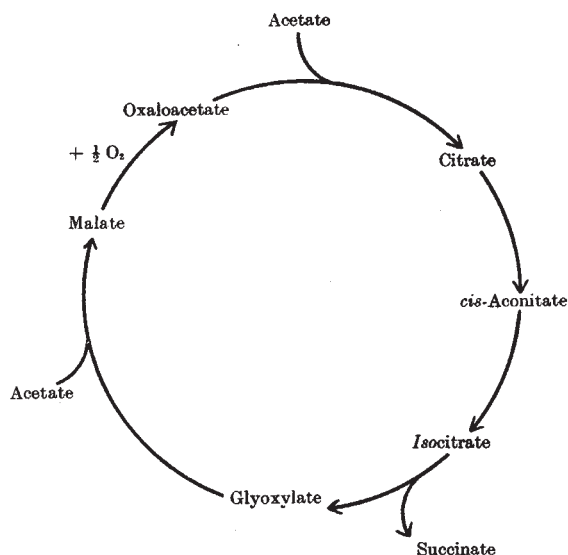 Acetate
Oxaloacetate
+ ½ O₂
Citrate
Malate
cis-Aconitate
Acetate
Isocitrate
Glyoxylate
Succinate